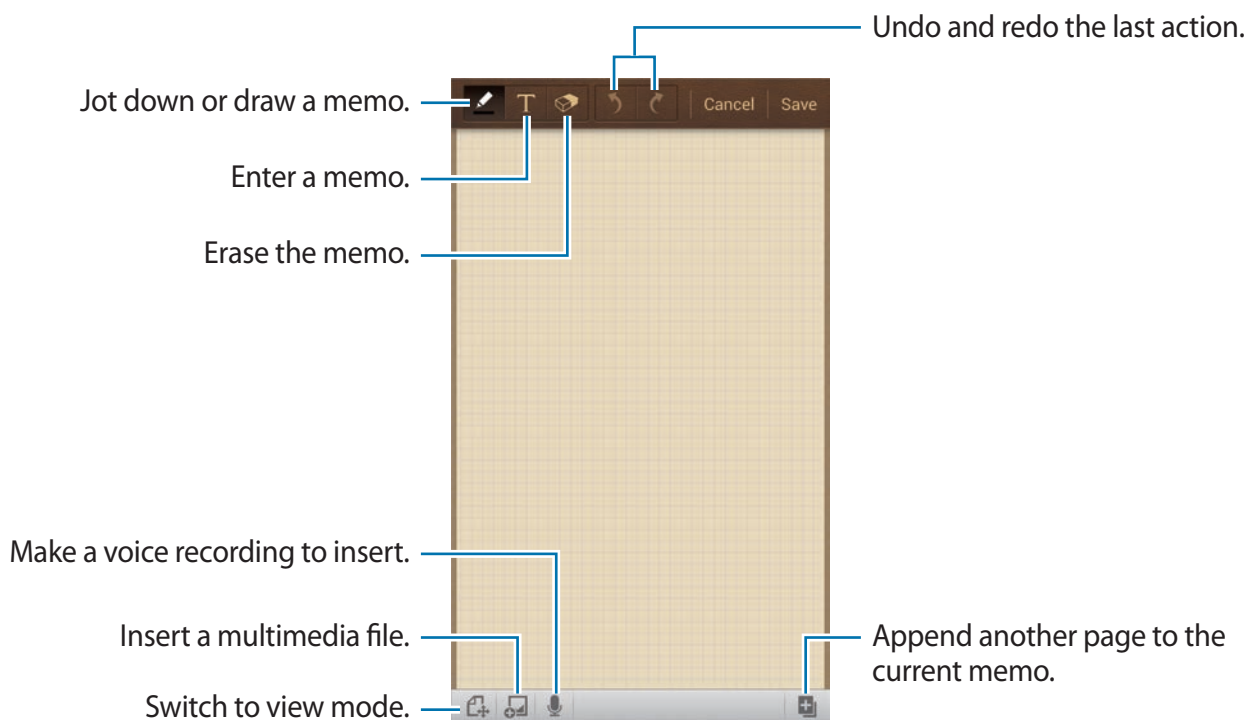 Undo and redo the last action.
Jot down or draw a memo.
T
Cancel
Save
Enter a memo.
Erase the memo.
Make a voice recording to insert.
Insert a multimedia file.
Append another page to the
current memo.
Switch to view mode.